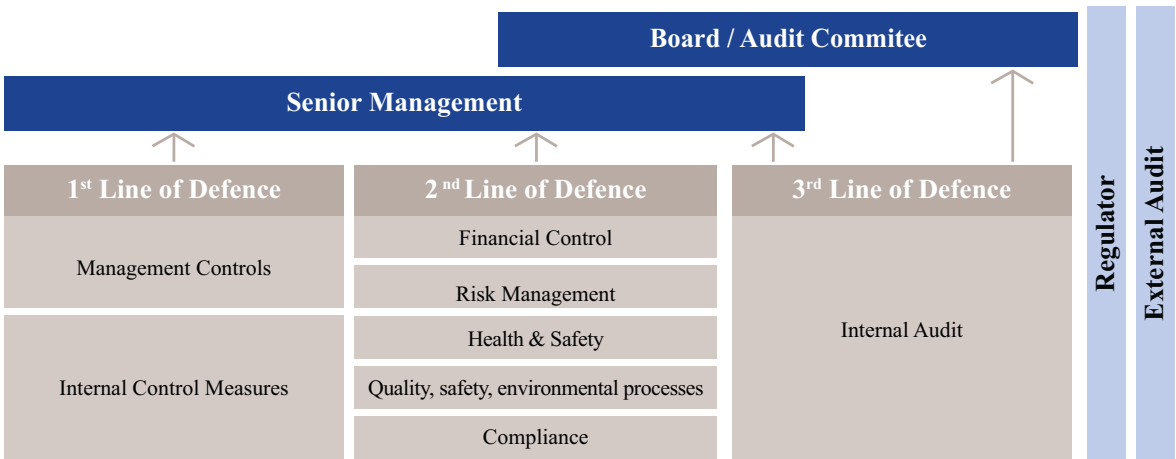 Board / Audit Commitee
Senior Management
1st Line of Defence
Management Controls
Internal Control Measures
2nd Line of Defence
Financial Control
Risk Management
Health & Safety
Quality, safety, environmental processes
Compliance
3rd Line of Defence
Internal Audit
Regulator
External Audit